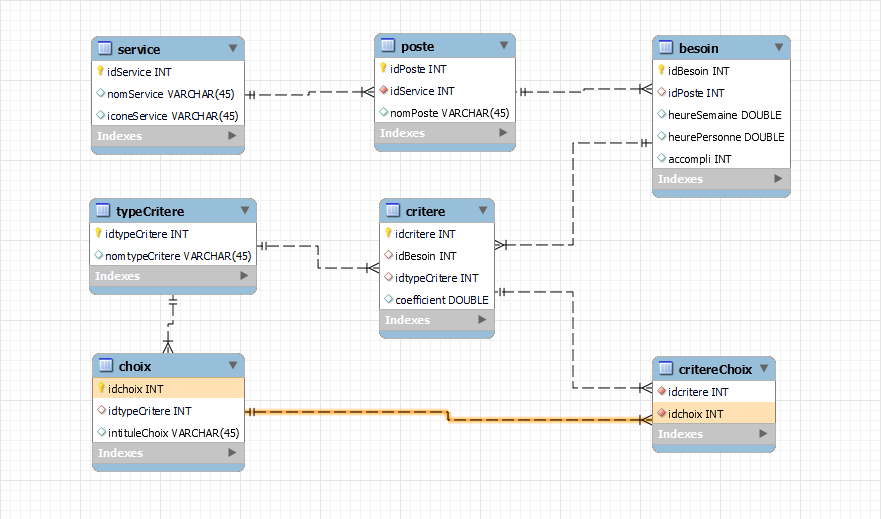 service
idService INT
nomService VARCHAR(45)
iconeService VARCHAR(45)
Indexes
poste
idPoste INT
idService INT
nomPoste VARCHAR(45)
Indexes
besoin
idBesoin INT
idPoste INT
heureSemaine DOUBLE
heurePersonne DOUBLE
accompli INT
Indexes
typeCritere
idtypeCritere INT
nomtypeCritere VARCHAR(45)
Indexes
critere
idcritere INT
idBesoin INT
idtypeCritere INT
coefficient DOUBLE
Indexes
choix
idchoix INT
idtypeCritere INT
intituleChoix VARCHAR(45)
Indexes
critereChoix
idcritere INT
idchoix INT
Indexes